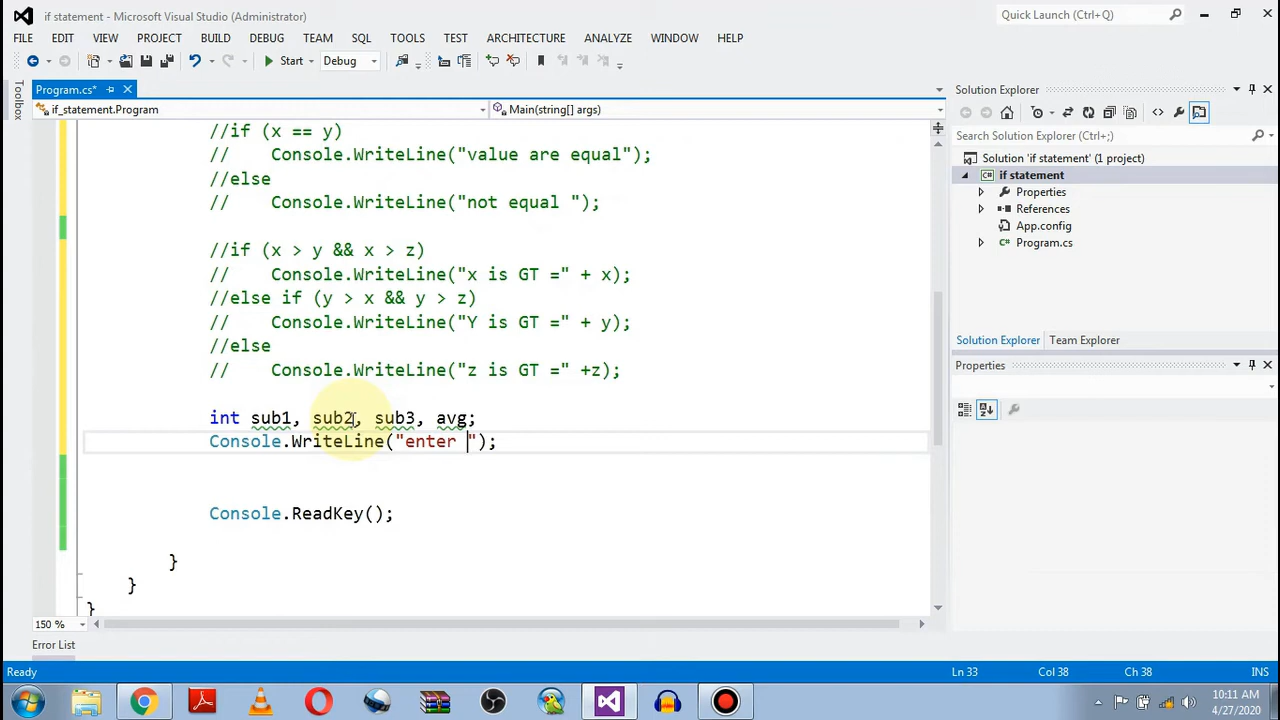 if statement - Microsoft Visual Studio (Administrator)
Quick Launch (Ctrl+Q)
FILE EDIT VIEW PROJECT BUILD DEBUG TEAM SQL TOOLS TEST ARCHITECTURE ANALYZE WINDOW HELP
Start Debug
Toolbox
Program.cs*
if_statement.Program
Main(string[] args)
//if (x == y)
//    Console.WriteLine("value are equal");
//else
//    Console.WriteLine("not equal ");
//if (x > y && x > z)
//    Console.WriteLine("x is GT =" + x);
//else if (y > x && y > z)
//    Console.WriteLine("Y is GT =" + y);
//else
//    Console.WriteLine("z is GT =" +z);
int sub1, sub2, sub3, avg;
Console.WriteLine("enter ");
Console.ReadKey();
}
}
}
150 %
Solution Explorer
Search Solution Explorer (Ctrl+;)
Solution 'if statement' (1 project)
if statement
Properties
References
App.config
Program.cs
Solution Explorer Team Explorer
Properties
Error List
Ready
Ln 33 Col 38 Ch 38 INS
10:11 AM
4/27/2020